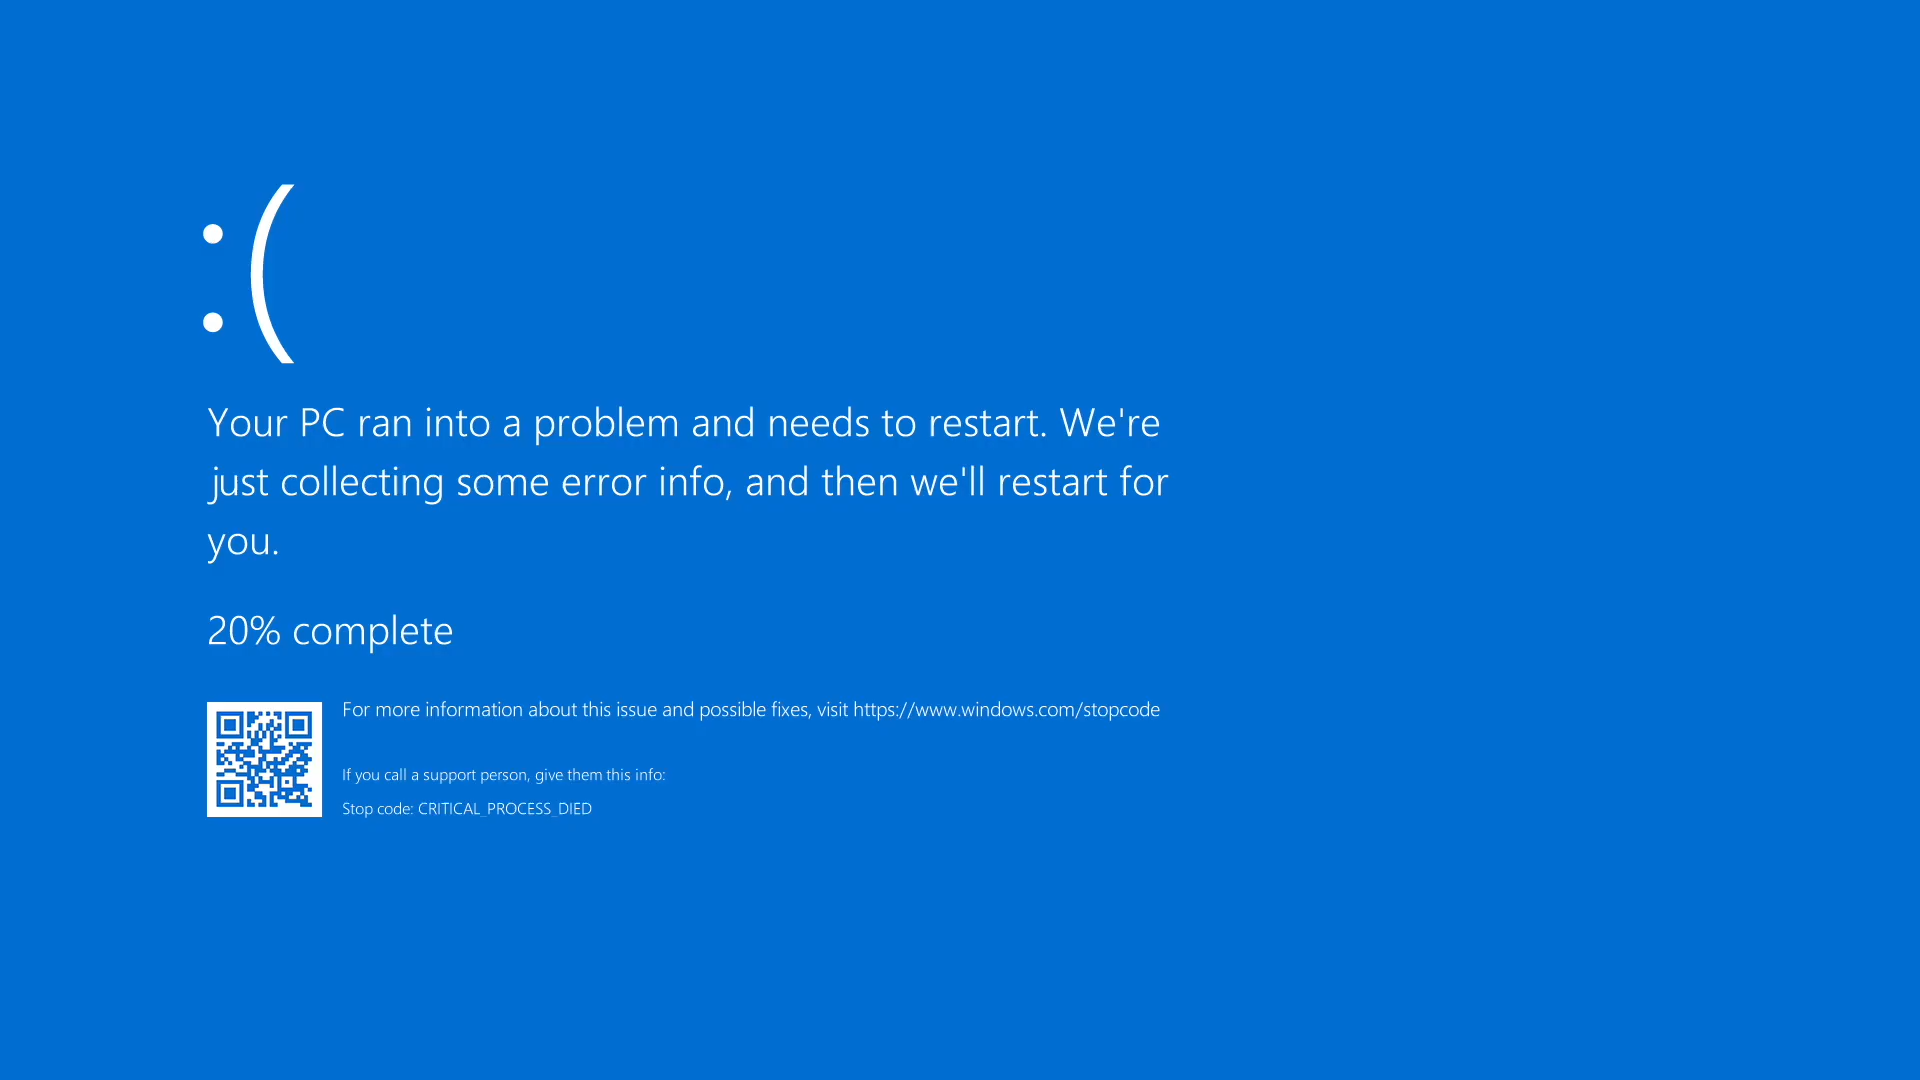 :(
Your PC ran into a problem and needs to restart. We're
just collecting some error info, and then we'll restart for
you.
20% complete
For more information about this issue and possible fixes, visit https://www.windows.com/stopcode
If you call a support person, give them this info:
Stop code: CRITICAL_PROCESS_DIED